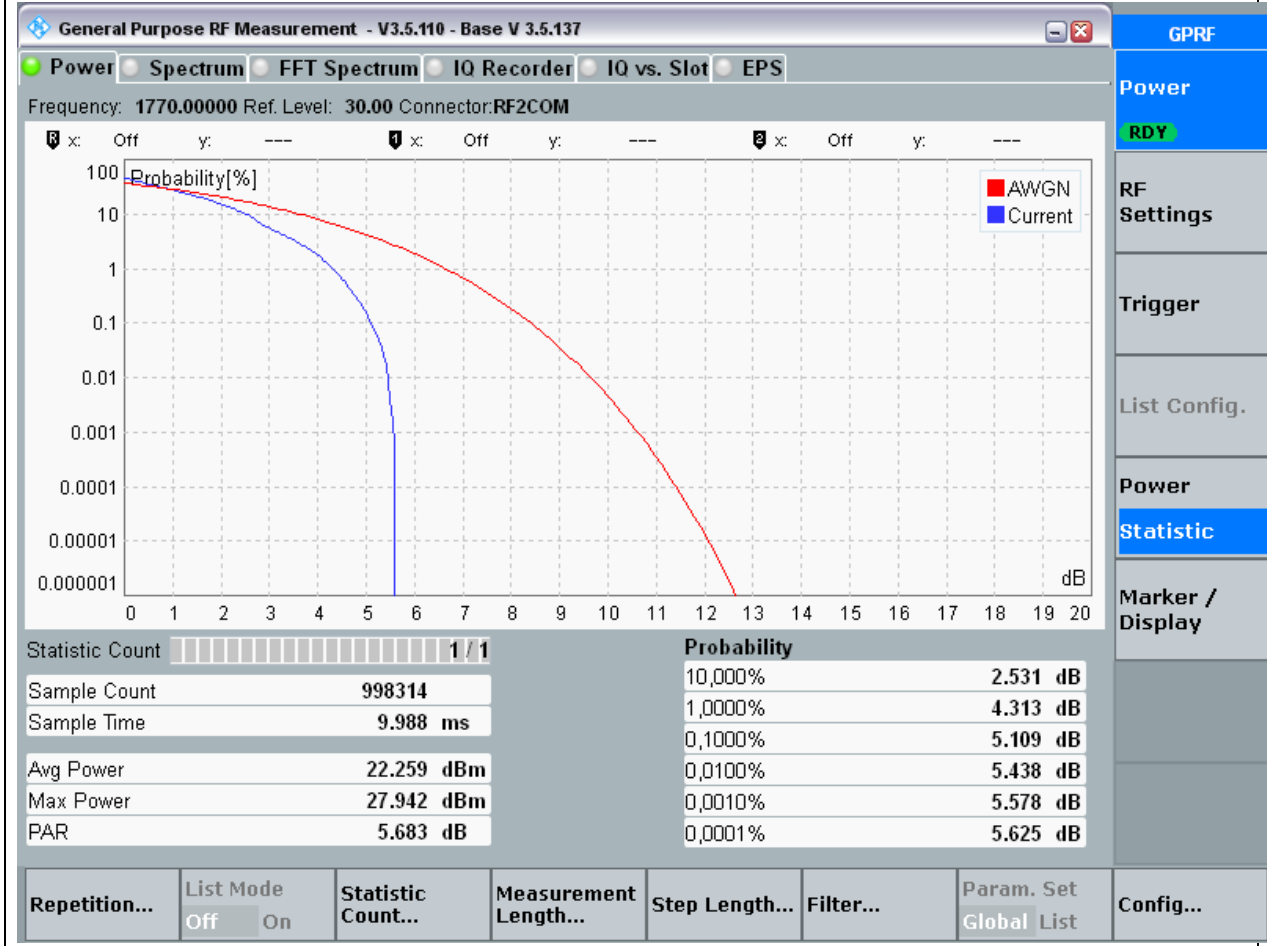 General Purpose RF Measurement - V3.5.110 - Base V 3.5.137
GPRF
Power Spectrum FFT Spectrum IQ Recorder IQ vs. Slot EPS
Frequency: 1770.00000 Ref. Level: 30.00 Connector:RF2COM
R x: Off y: --- 1 x: Off y: --- 2 x: Off y: ---
Probability[%]
100
10
1
0.1
0.01
0.001
0.0001
0.00001
0.000001
AWGN
Current
dB
0 1 2 3 4 5 6 7 8 9 10 11 12 13 14 15 16 17 18 19 20
Statistic Count 1 / 1
Sample Count 998314
Sample Time 9.988 ms
Avg Power 22.259 dBm
Max Power 27.942 dBm
PAR 5.683 dB
Probability
10,000% 2.531 dB
1,0000% 4.313 dB
0,1000% 5.109 dB
0,0100% 5.438 dB
0,0010% 5.578 dB
0,0001% 5.625 dB
Power
RDY
RF
Settings
Trigger
List Config.
Power
Statistic
Marker /
Display
Repetition...
List Mode
Off On
Statistic
Count...
Measurement
Length...
Step Length...
Filter...
Param. Set
Global List
Config...